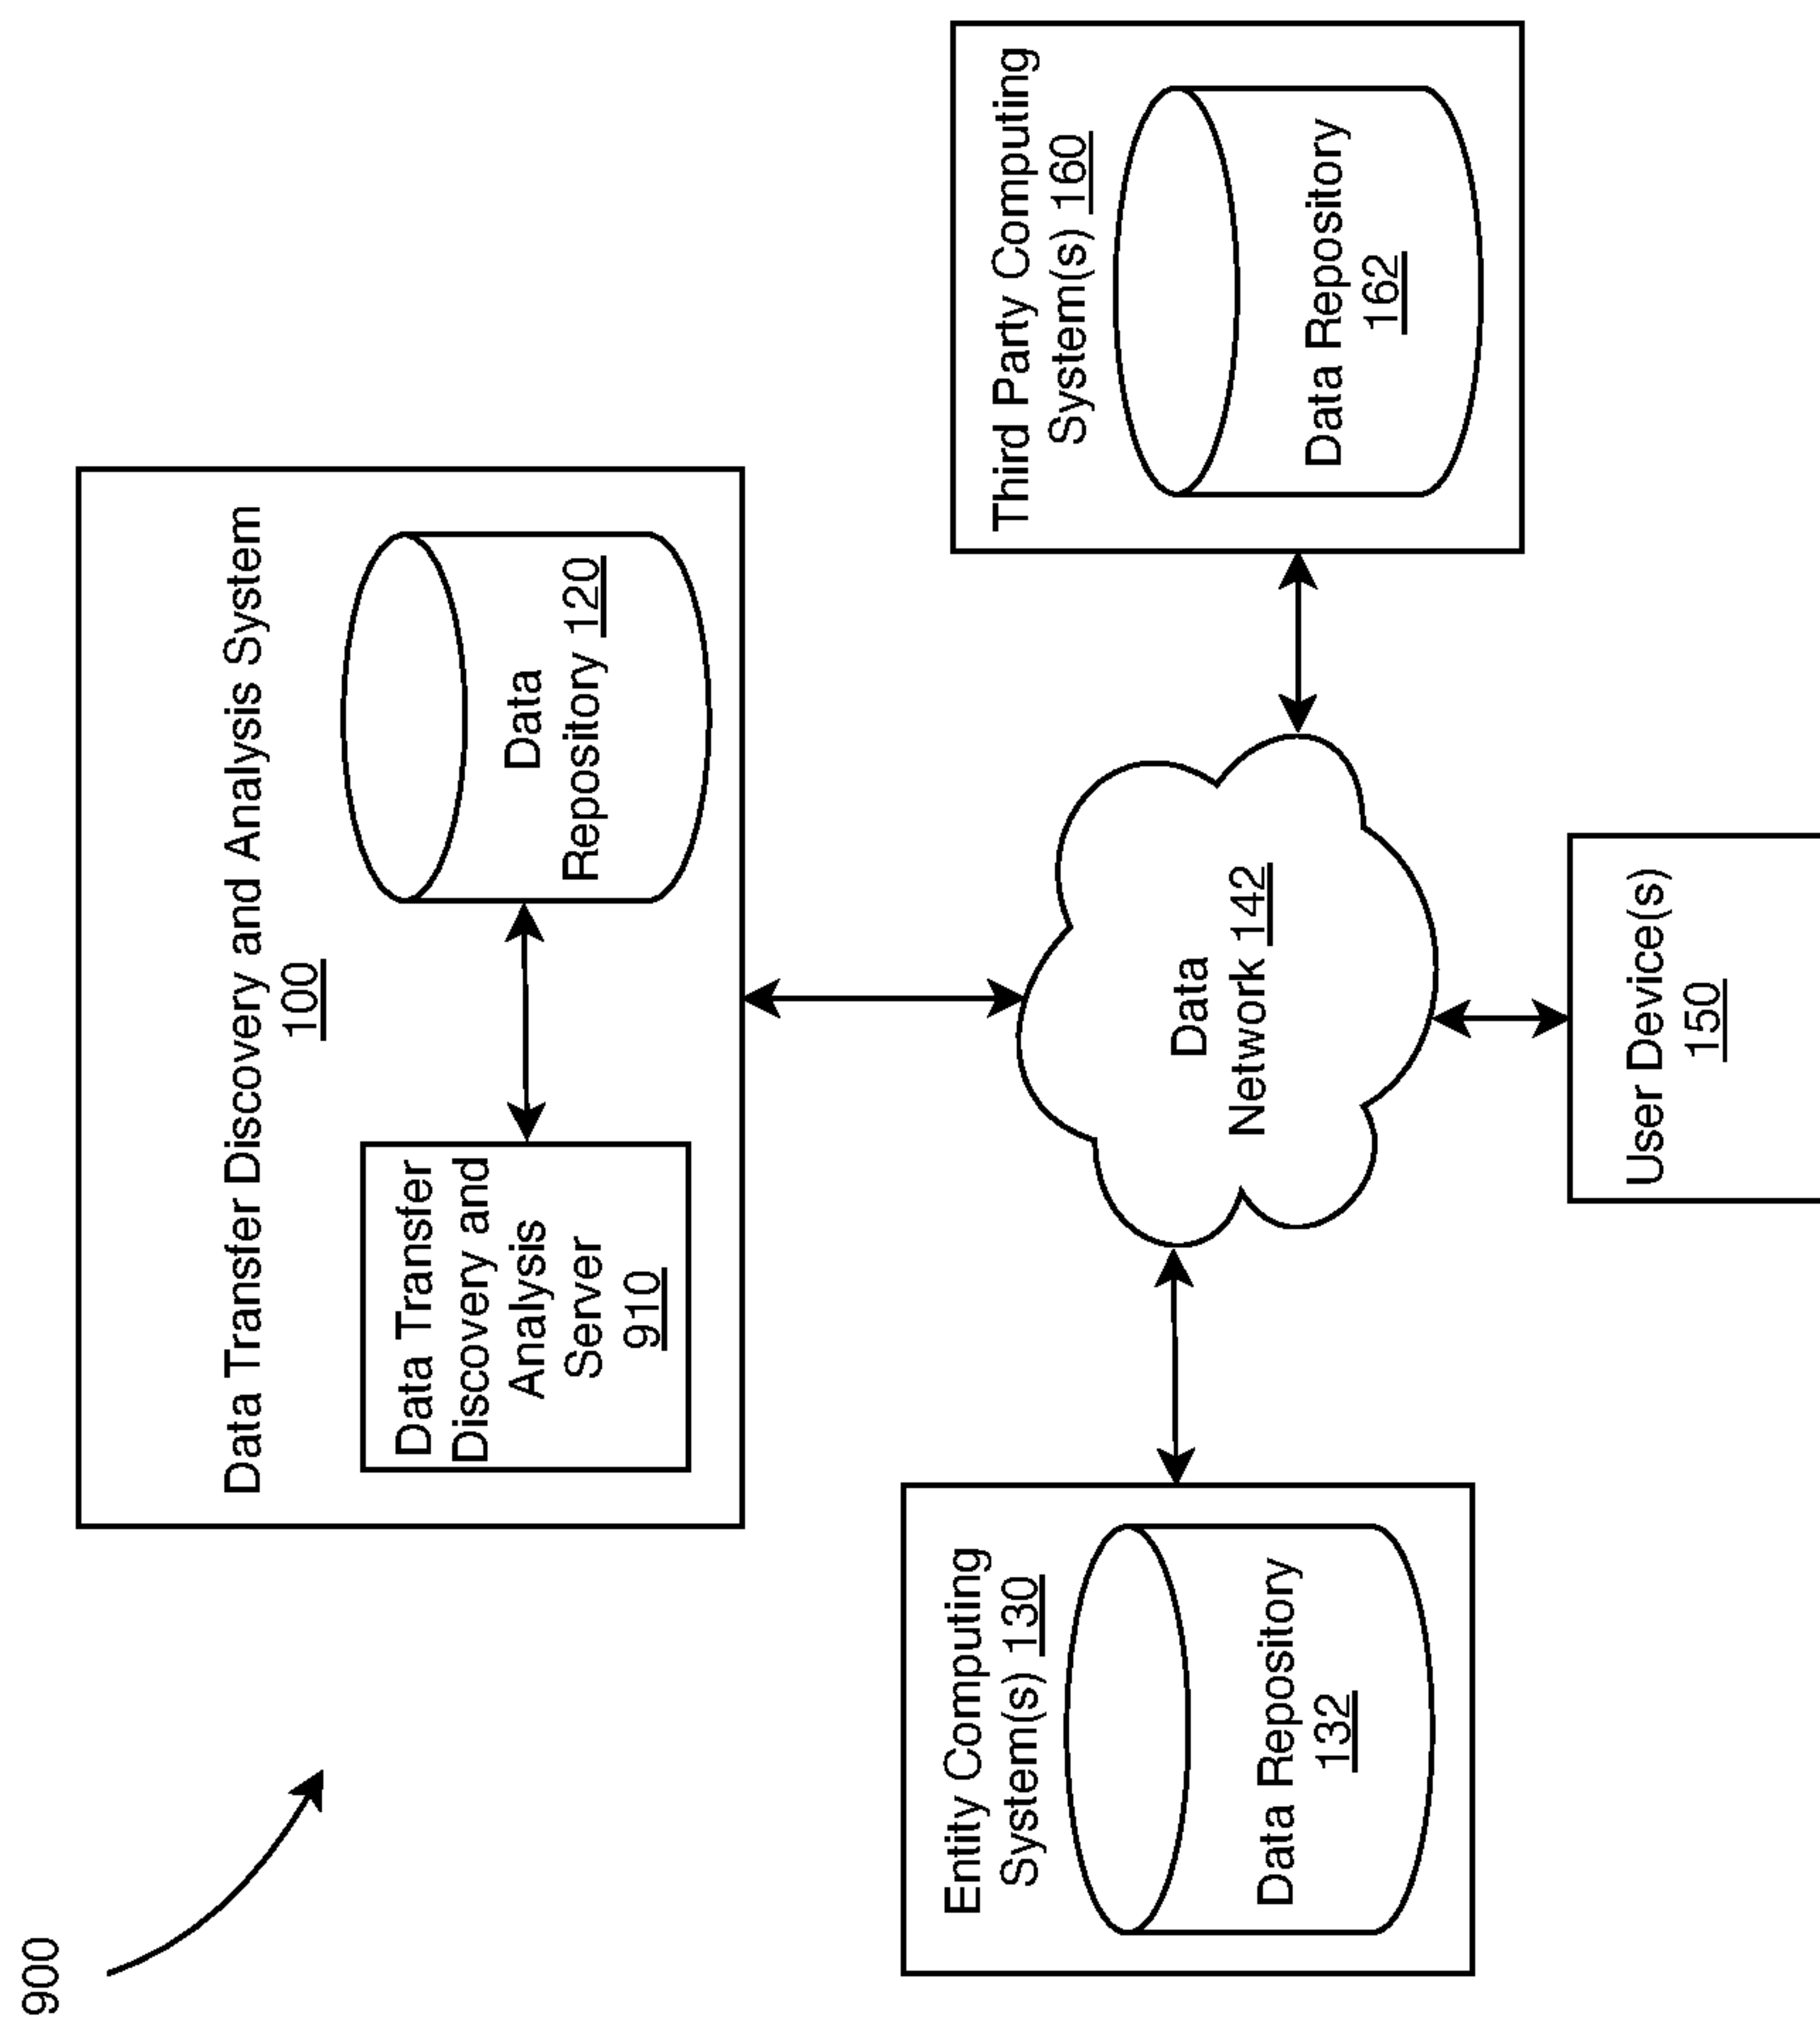 900
Data Transfer Discovery and Analysis System
100
Data Transfer
Discovery and
Analysis
Server
910
Data
Repository 120
Entity Computing
System(s) 130
Data Repository
132
Data
Network 142
Third Party Computing
System(s) 160
Data Repository
162
User Device(s)
150